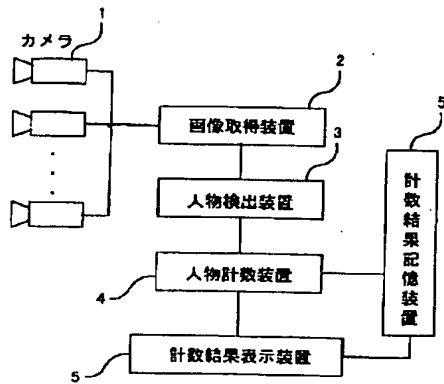 カメラ
1
2
画像取得装置
3
人物検出装置
人物計数装置
4
計数結果表示装置
5
5
計数結果記憶装置